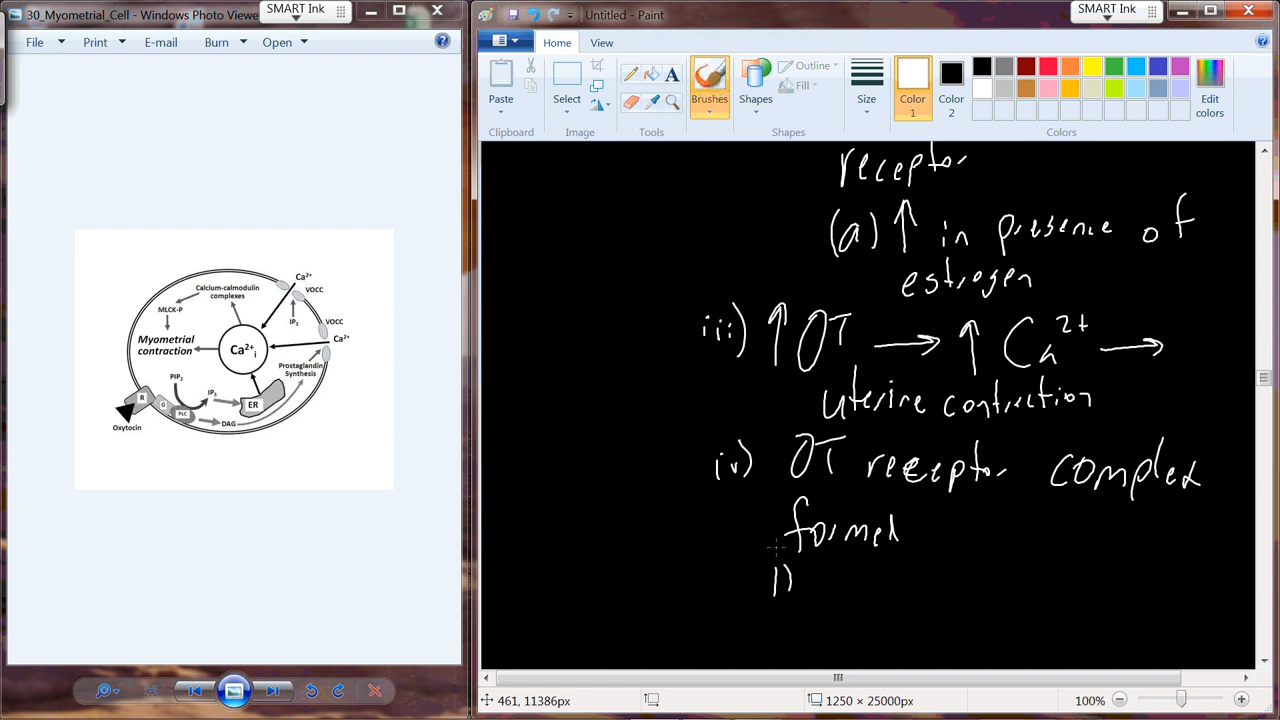 30_Myometrial_Cell - Windows Photo Viewe
SMART Ink
File Print E-mail Burn Open
Ca²⁺
Calcium-calmodulin
complexes
VOCC
MLCK-P
IP₃
VOCC
Myometrial
contraction
Ca²⁺ᵢ
Ca²⁺
Prostaglandin
Synthesis
PIP₂
IP₃
R
G
PLC
ER
DAG
Oxytocin
Untitled - Paint
SMART Ink
Home View
Paste
Select
Brushes
Shapes
Outline
Fill
Size
Color
1
Color
2
Edit
colors
Clipboard Image Tools Shapes Colors
receptor
(a) ↑ in presence of
estrogen
iii) ↑ OT → ↑ Ca²⁺ →
uterine contraction
iv) OT receptor complex
formed
1)
461, 11386px
1250 × 25000px
100%